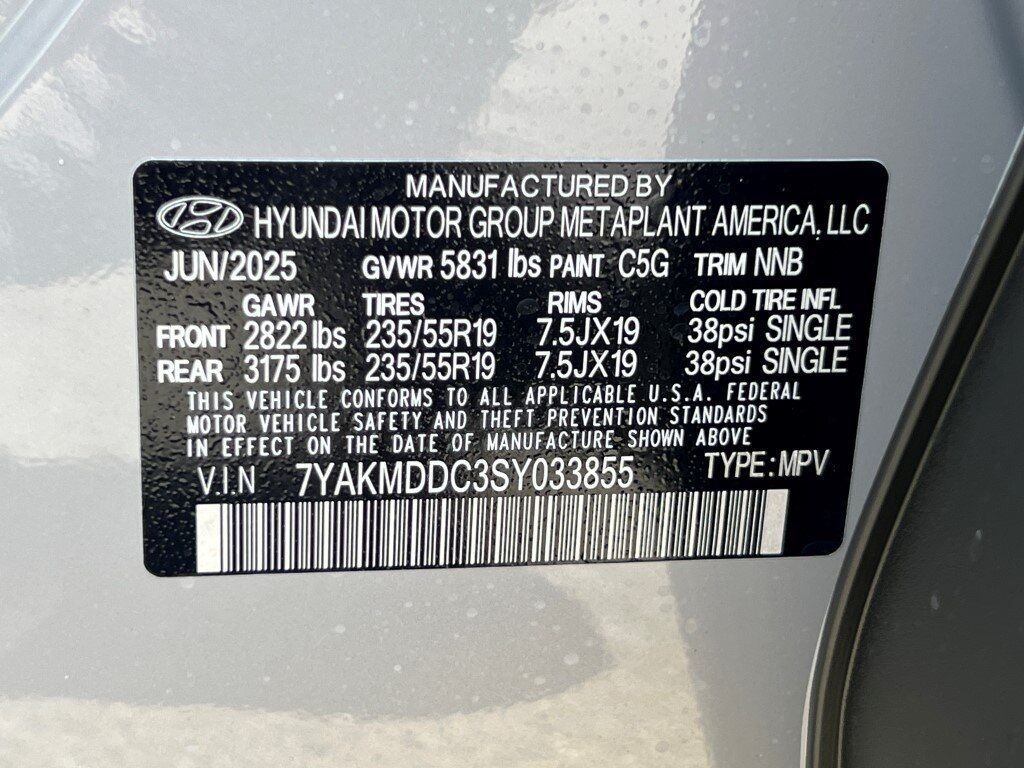 MANUFACTURED BY
HYUNDAI MOTOR GROUP METAPLANT AMERICA, LLC
JUN/2025 GVWR 5831 lbs PAINT C5G TRIM NNB
GAWR TIRES RIMS COLD TIRE INFL
FRONT 2822 lbs 235/55R19 7.5JX19 38psi SINGLE
REAR 3175 lbs 235/55R19 7.5JX19 38psi SINGLE
THIS VEHICLE CONFORMS TO ALL APPLICABLE U.S.A. FEDERAL
MOTOR VEHICLE SAFETY AND THEFT PREVENTION STANDARDS
IN EFFECT ON THE DATE OF MANUFACTURE SHOWN ABOVE
V.I.N 7YAKMDDC3SY033855 TYPE: MPV